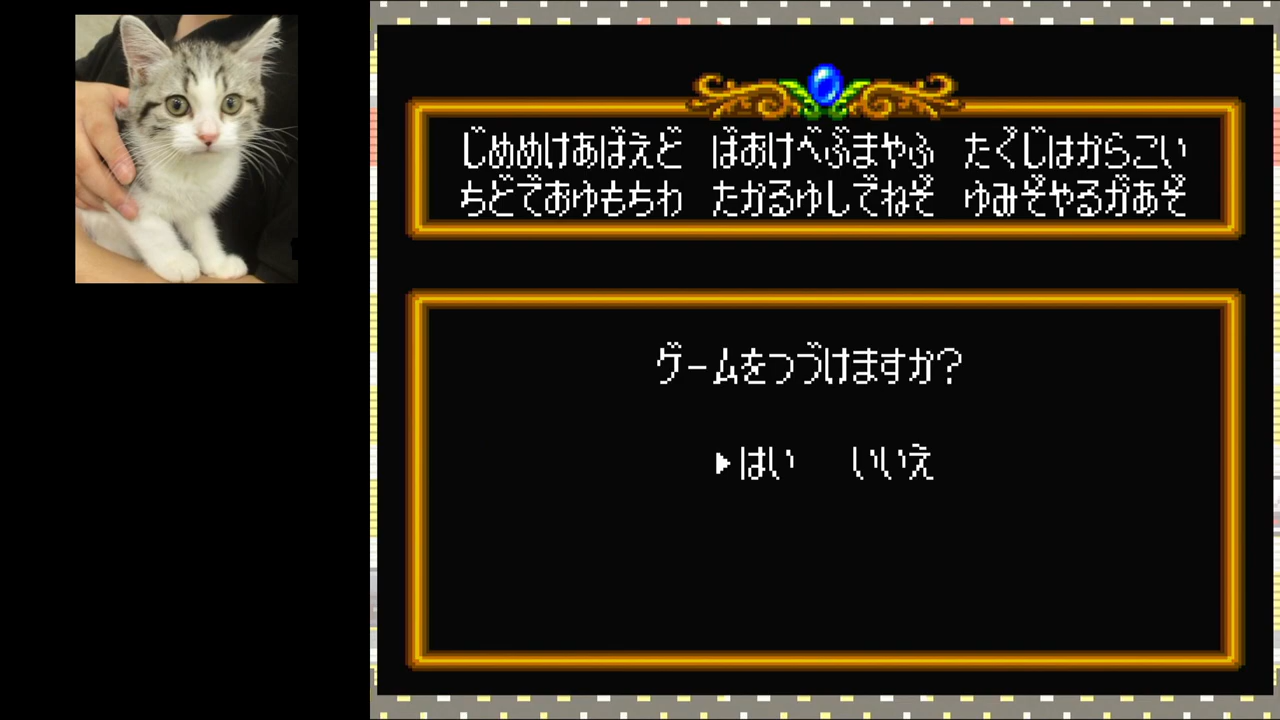 じめめけあぼえど ばおけべぶまやふ たぐじはからこい
ちどでおゆもちわ たかるゆしでねぞ ゆみぞやるがあぞ
ゲームをつづけますか?
▶はい いいえ